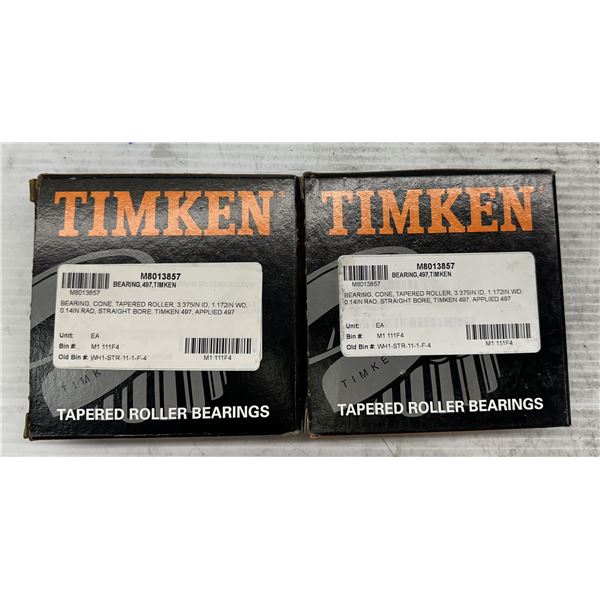 TIMKEN
M8013857
M8013857
BEARING,497,TIMKEN
BEARING, CONE, TAPERED ROLLER, 3.375IN ID, 1.172IN WD,
0.14IN RAD, STRAIGHT BORE, TIMKEN 497, APPLIED 497
Unit: EA
Bin #: M1 111F4
Old Bin #: WH1-STR-11-1-F-4
M1 111F4
TIMK
TAPERED ROLLER BEARINGS
TIMKEN
M8013857
M8013857
BEARING,497,TIMKEN
BEARING, CONE, TAPERED ROLLER, 3.375IN ID, 1.172IN WD,
0.14IN RAD, STRAIGHT BORE, TIMKEN 497, APPLIED 497
Unit: EA
Bin #: M1 111F4
Old Bin #: WH1-STR-11-1-F-4
M1 111F4
TIMKE
TAPERED ROLLER BEARINGS